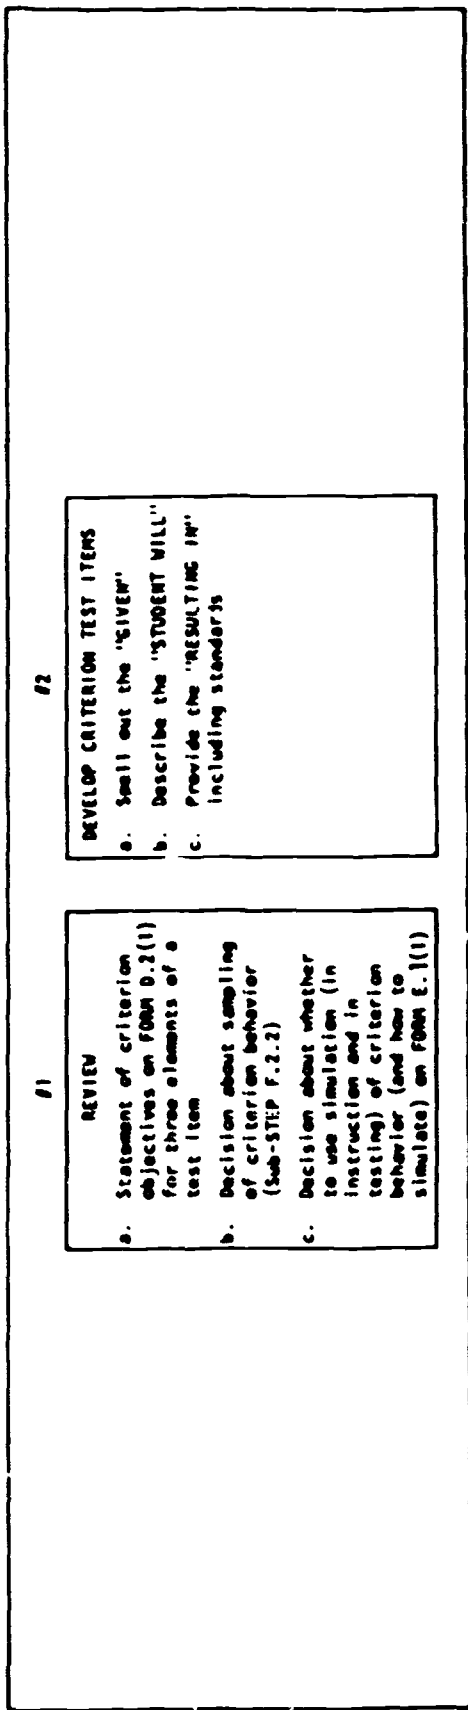 #1
REVIEW
a. Statement of criterion
objectives on FORM D.2(1)
for three elements of a
test item
b. Decision about sampling
of criterion behavior
(Sub-STEP F.2.2)
c. Decision about whether
to use simulation (in
instruction and in
testing) of criterion
behavior (and how to
simulate) on FORM E.1(1)
#2
DEVELOP CRITERION TEST ITEMS
a. Spell out the "GIVEN"
b. Describe the "STUDENT WILL"
c. Provide the "RESULTING IN"
including standards